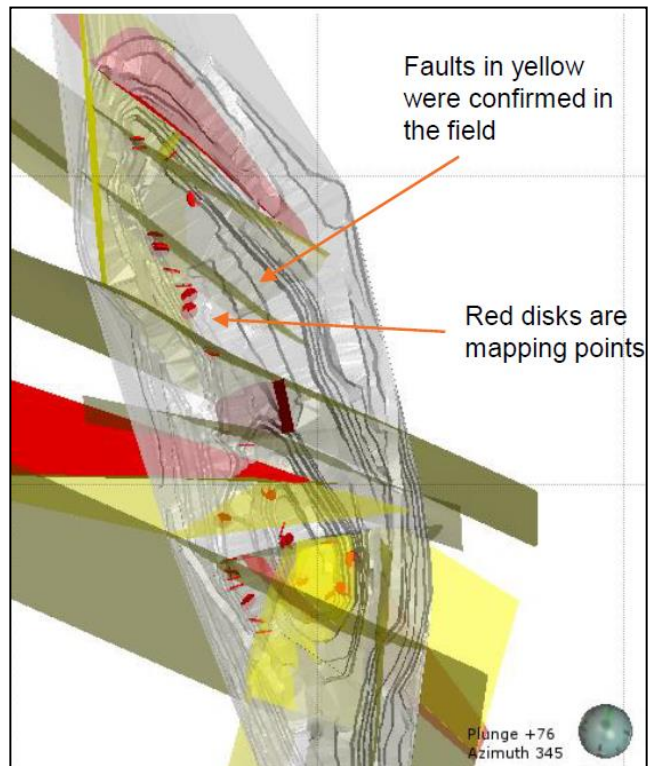 Faults in yellow
were confirmed in
the field
Red disks are
mapping points
Plunge +76
Azimuth 345